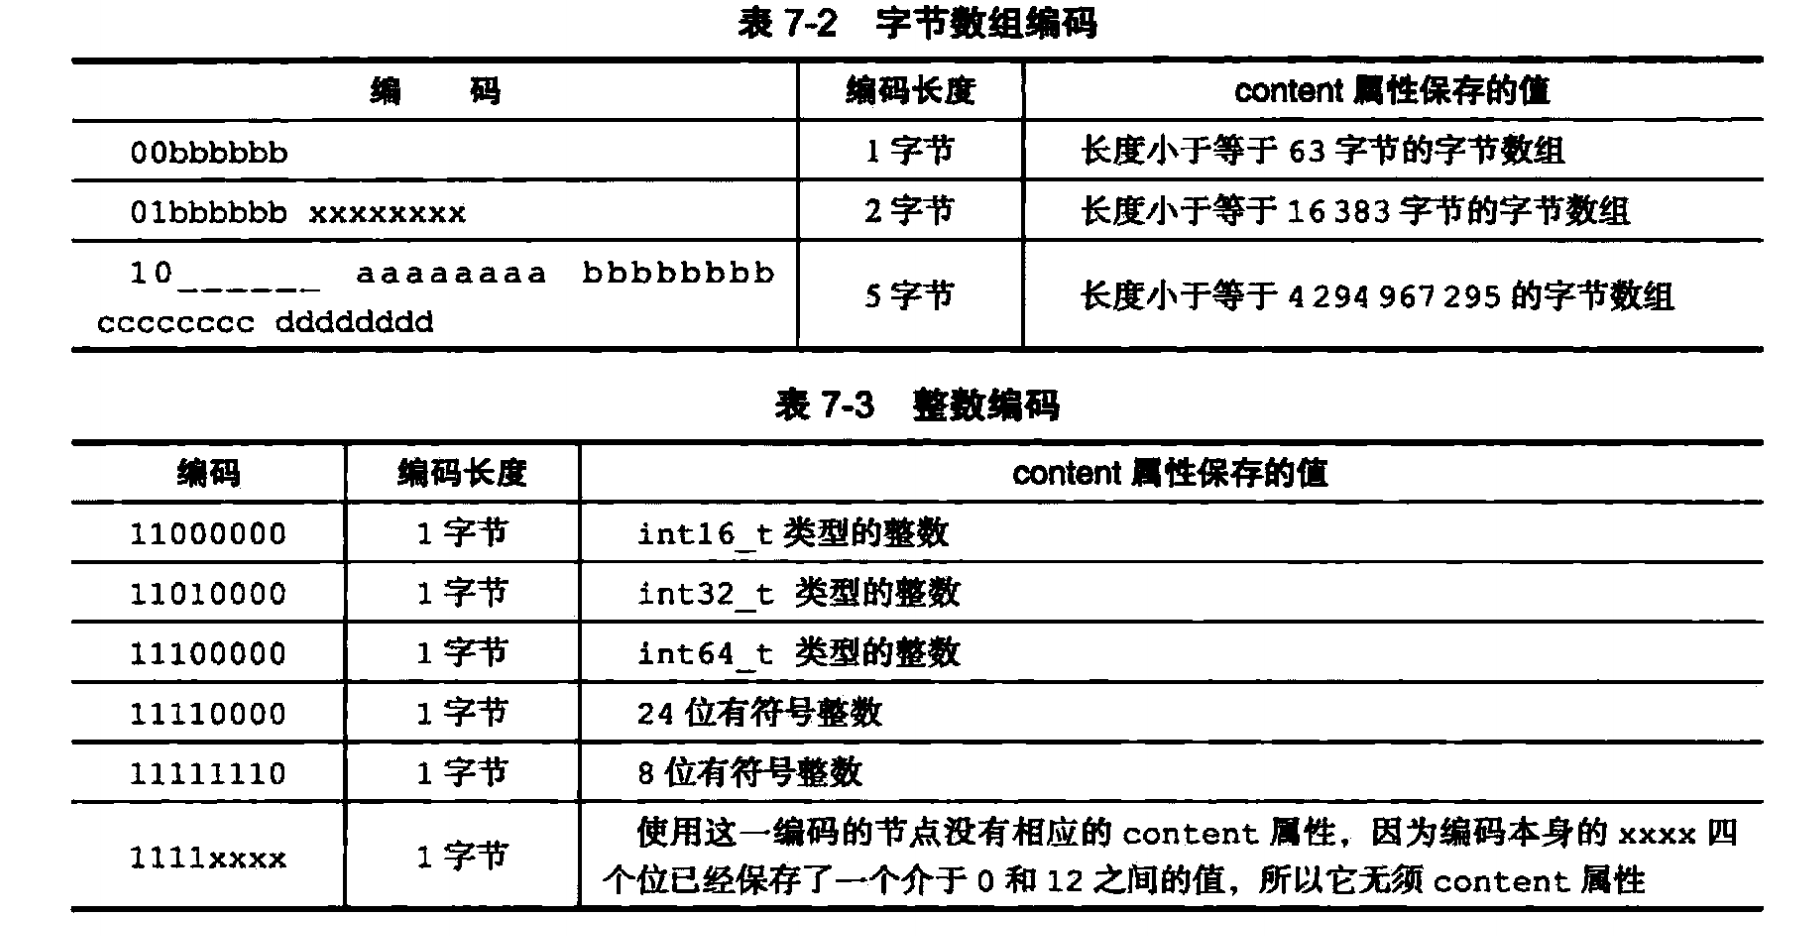 表 7-2 字节数组编码
编 码 编码长度 content 属性保存的值
00bbbbbb 1 字节 长度小于等于 63 字节的字节数组
01bbbbbb xxxxxxxx 2 字节 长度小于等于 16 383 字节的字节数组
10______ aaaaaaaa bbbbbbbb
cccccccc dddddddd 5 字节 长度小于等于 4 294 967 295 的字节数组
表 7-3 整数编码
编码 编码长度 content 属性保存的值
11000000 1 字节 int16_t 类型的整数
11010000 1 字节 int32_t 类型的整数
11100000 1 字节 int64_t 类型的整数
11110000 1 字节 24 位有符号整数
11111110 1 字节 8 位有符号整数
1111xxxx 1 字节 使用这一编码的节点没有相应的 content 属性，因为编码本身的 xxxx 四
个位已经保存了一个介于 0 和 12 之间的值，所以它无须 content 属性